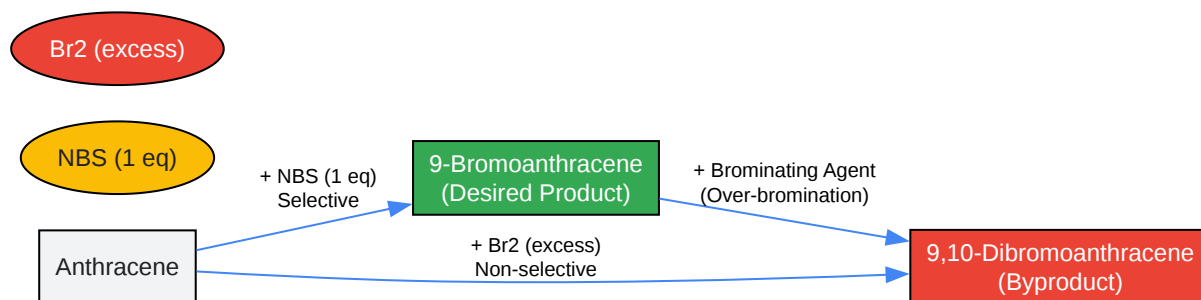 Br2 (excess)
NBS (1 eq)
Anthracene
+ NBS (1 eq)
Selective
9-Bromoanthracene
(Desired Product)
+ Brominating Agent
(Over-bromination)
+ Br2 (excess)
Non-selective
9,10-Dibromoanthracene
(Byproduct)